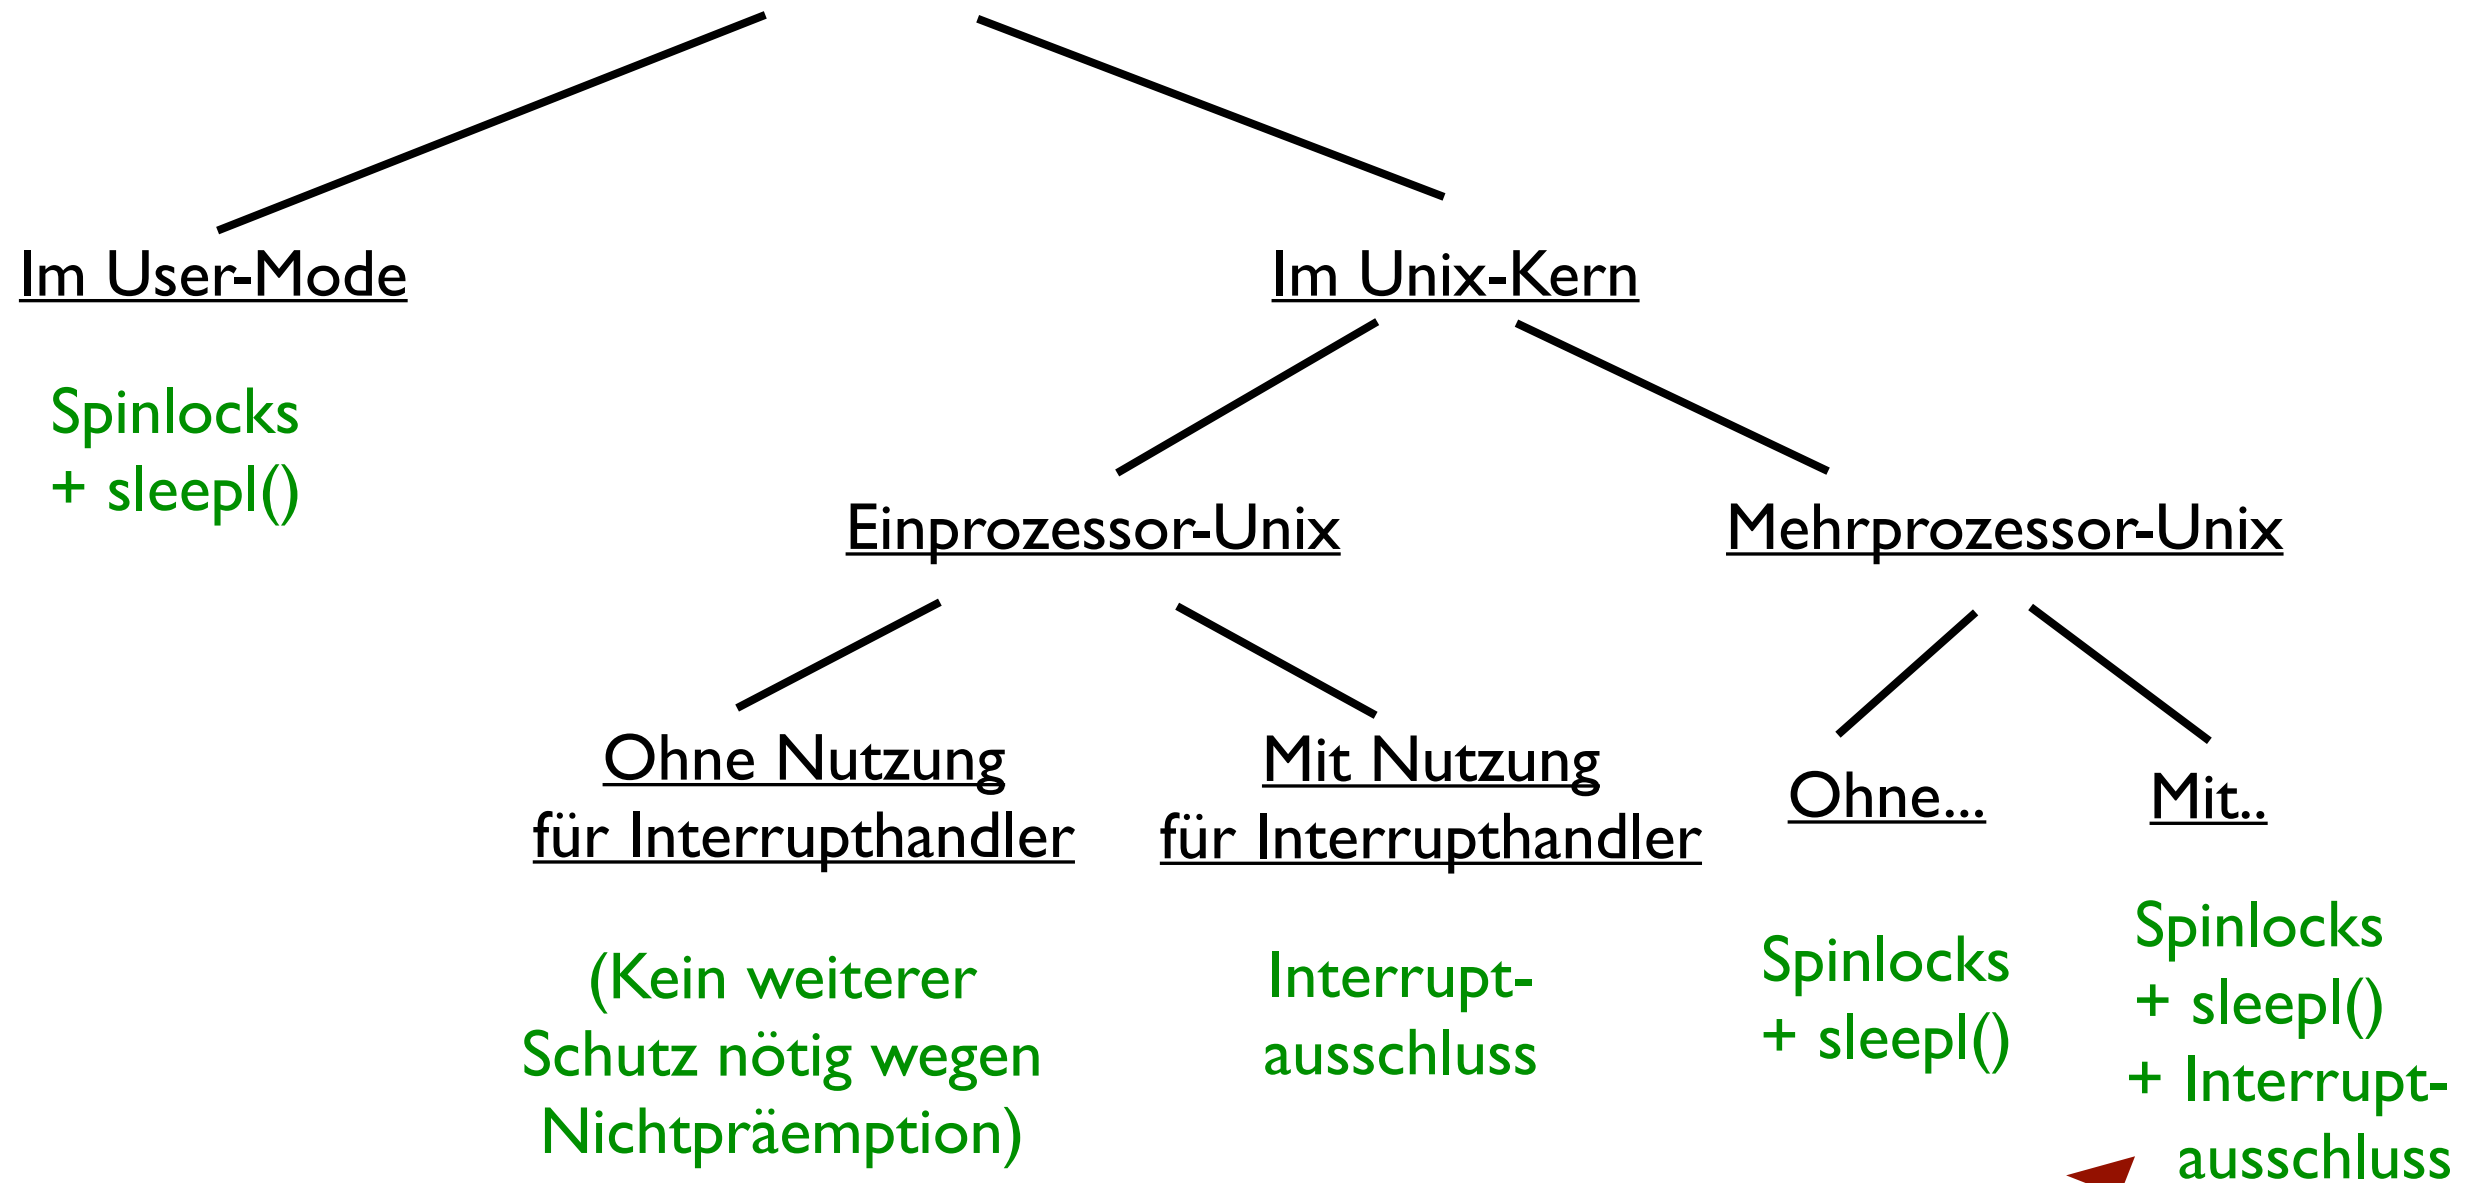 Im User-Mode
Im Unix-Kern
Spinlocks
+ sleepl()
Einprozessor-Unix
Mehrprozessor-Unix
Ohne Nutzung
für Interrupthandler
Mit Nutzung
für Interrupthandler
Ohne...
Mit..
(Kein weiterer
Schutz nötig wegen
Nichtpräemption)
Interrupt-
ausschluss
Spinlocks
+ sleepl()
Spinlocks
+ sleepl()
+ Interrupt-
ausschluss